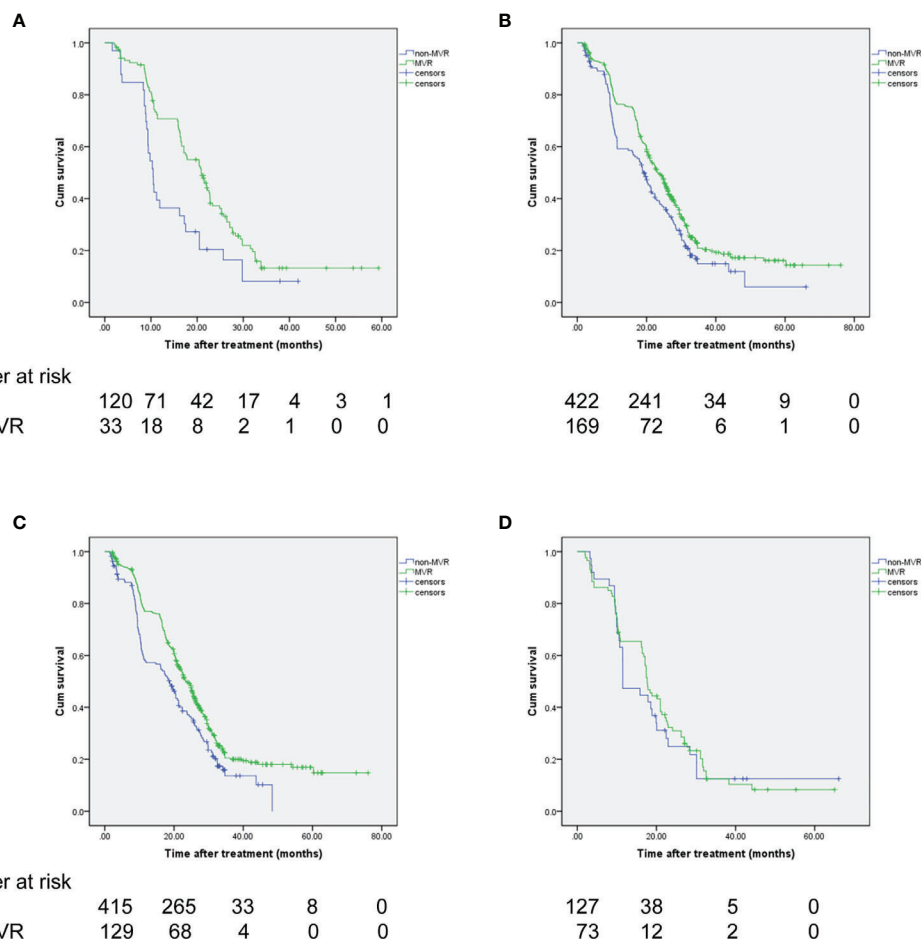 A
B
1.0
0.8
0.6
0.4
0.2
0.0
Cum survival
.00 10.00 20.00 30.00 40.00 50.00 60.00
Time after treatment (months)
non-MVR
MVR
censors
censors
1.0
0.8
0.6
0.4
0.2
0.0
Cum survival
.00 20.00 40.00 60.00 80.00
Time after treatment (months)
non-MVR
MVR
censors
censors
er at risk
120 71 42 17 4 3 1
VR 33 18 8 2 1 0 0
422 241 34 9 0
169 72 6 1 0
C
D
1.0
0.8
0.6
0.4
0.2
0.0
Cum survival
.00 20.00 40.00 60.00 80.00
Time after treatment (months)
non-MVR
MVR
censors
censors
1.0
0.8
0.6
0.4
0.2
0.0
Cum survival
.00 20.00 40.00 60.00
Time after treatment (months)
non-MVR
MVR
censors
censors
er at risk
415 265 33 8 0
VR 129 68 4 0 0
127 38 5 0
73 12 2 0